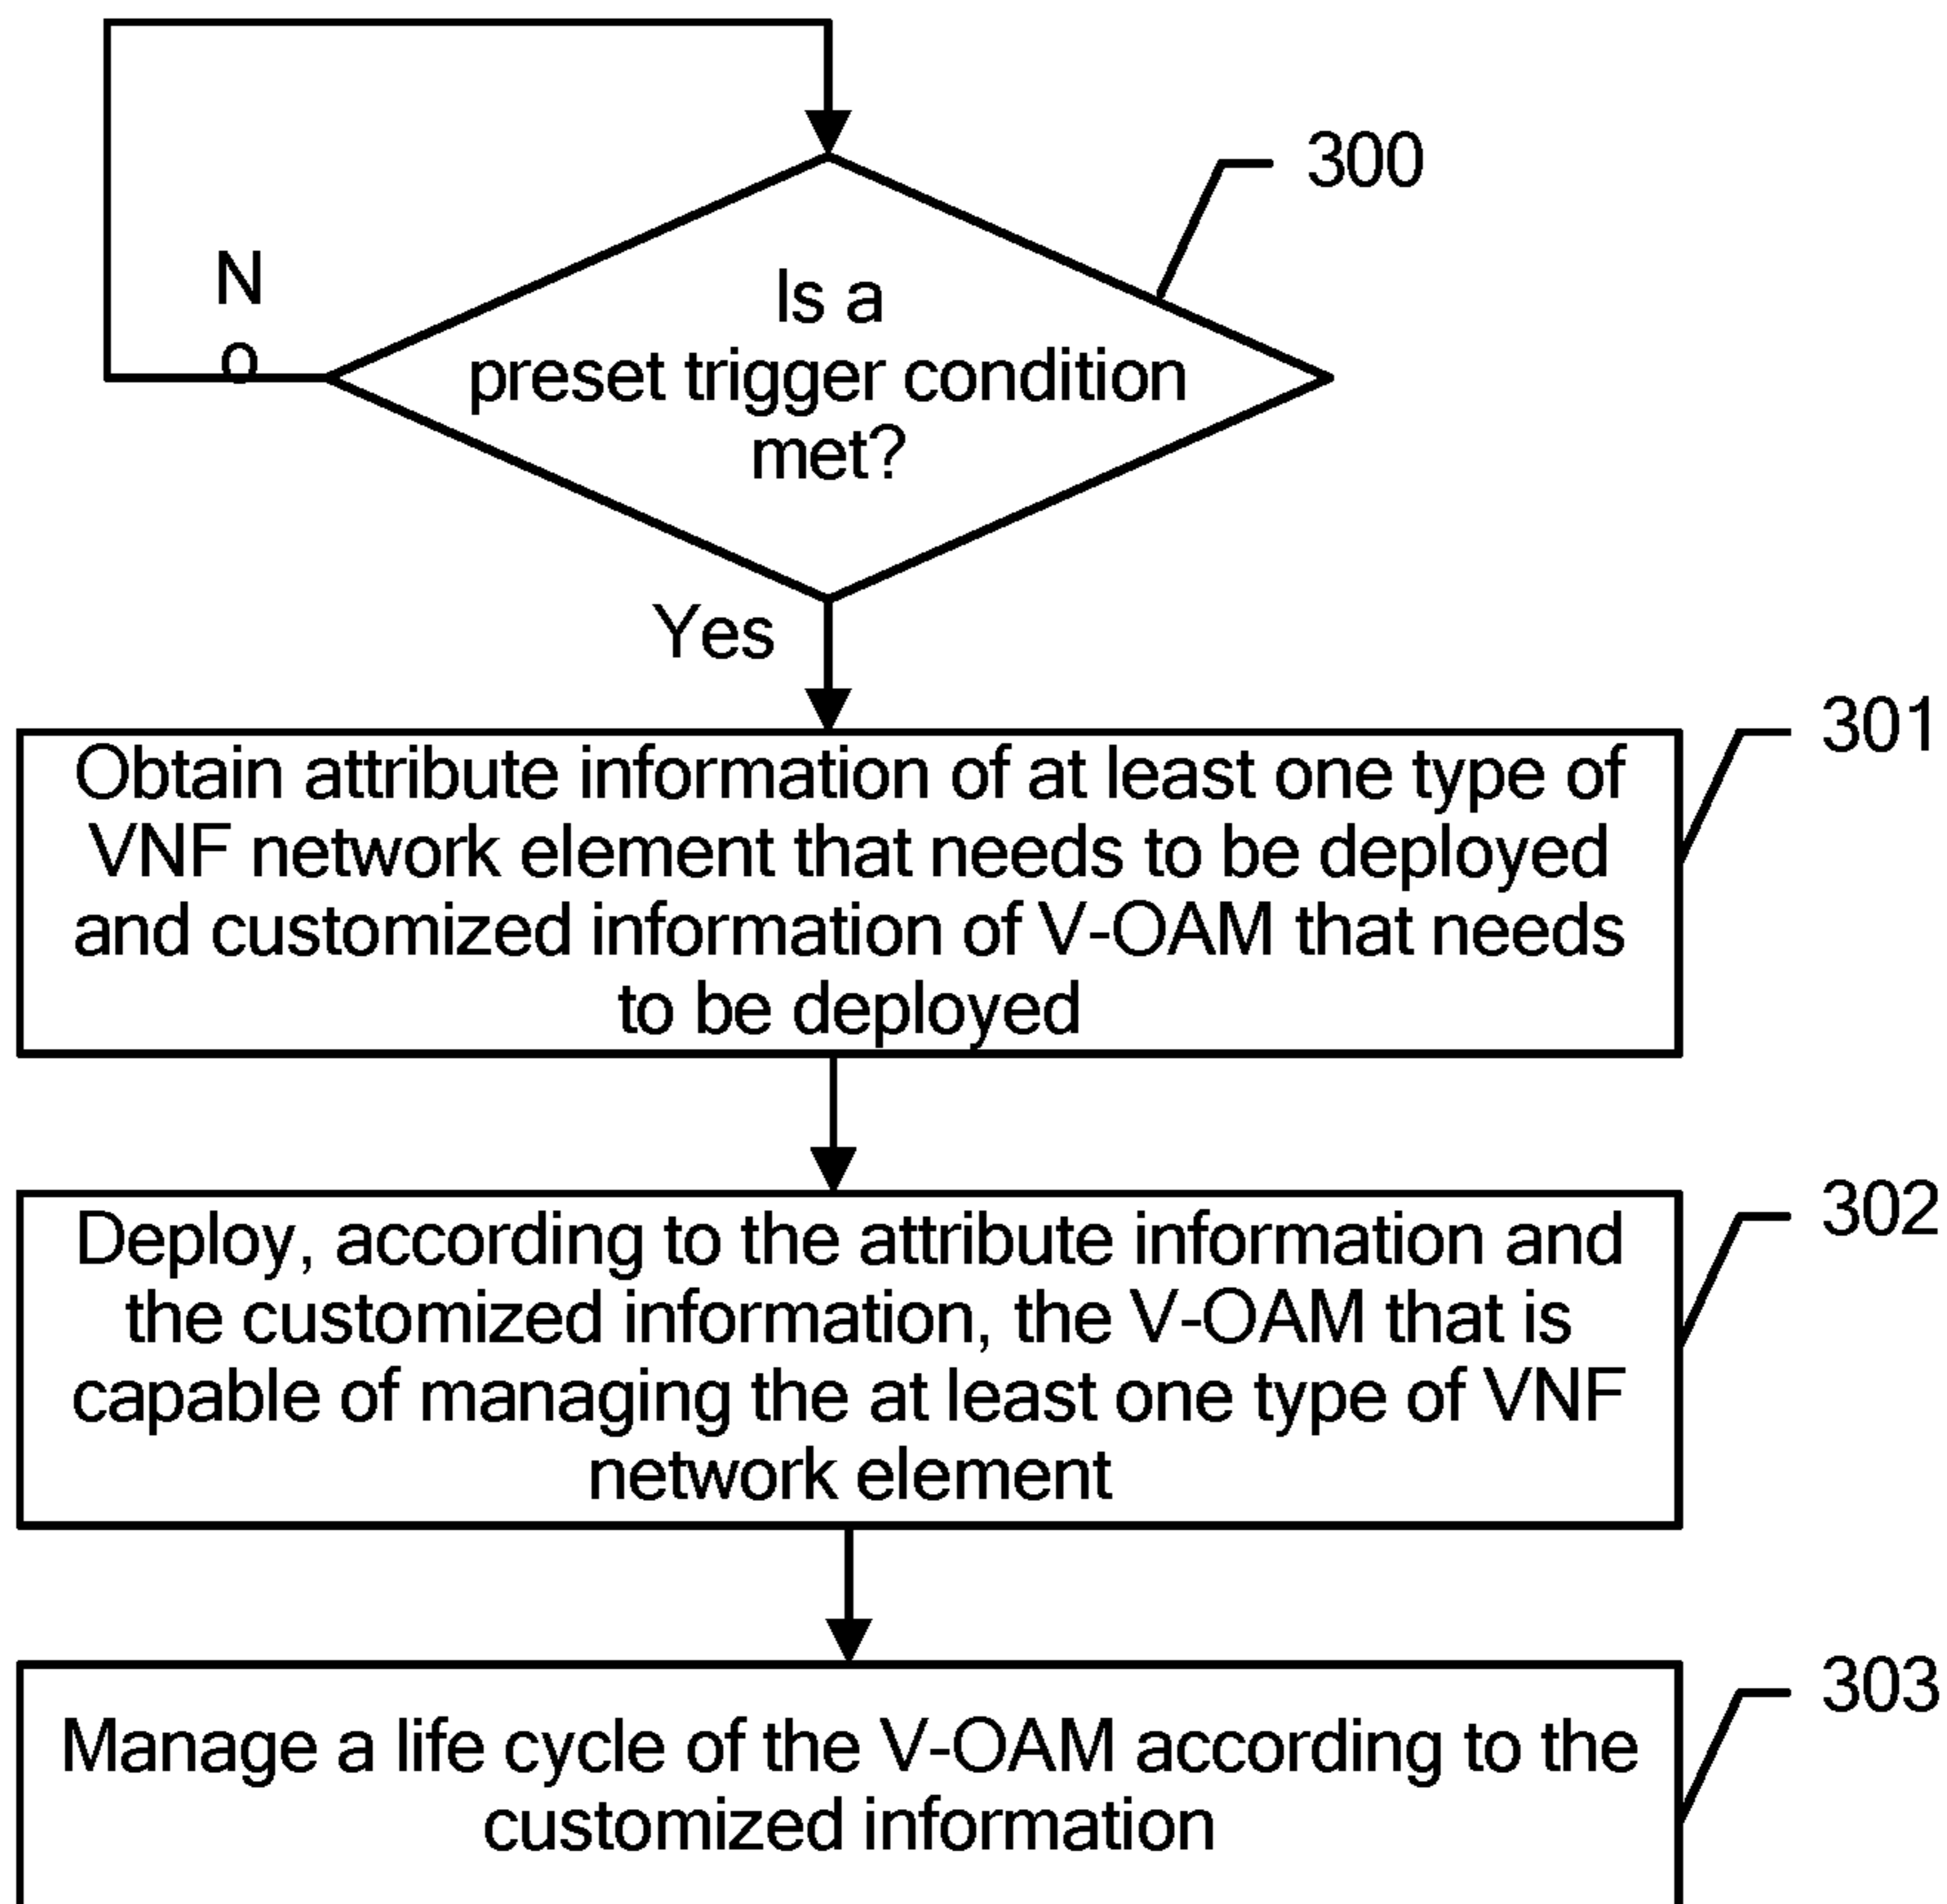 300
N
o
Is a
preset trigger condition
met?
Yes
301
Obtain attribute information of at least one type of
VNF network element that needs to be deployed
and customized information of V-OAM that needs
to be deployed
302
Deploy, according to the attribute information and
the customized information, the V-OAM that is
capable of managing the at least one type of VNF
network element
303
Manage a life cycle of the V-OAM according to the
customized information